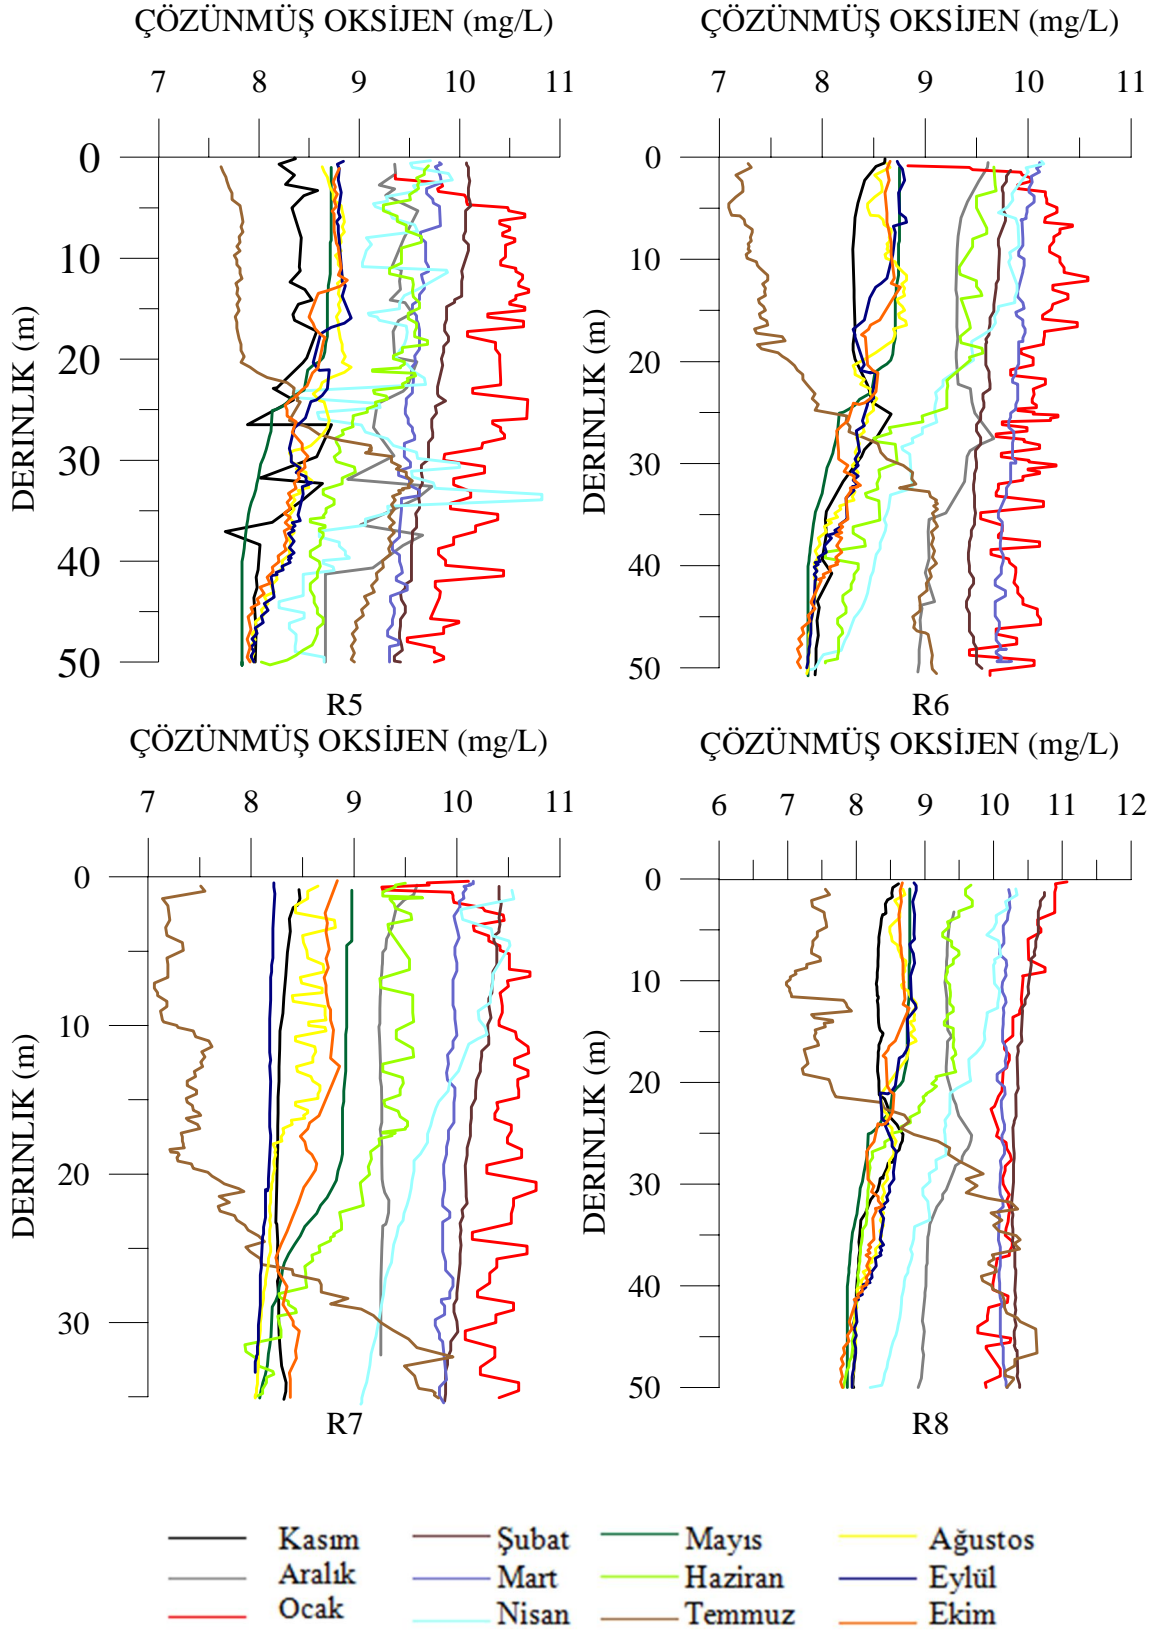 ÇÖZÜNMÜŞ OKSİJEN (mg/L)
7 8 9 10 11
0
10
20
30
40
50
DERINLIK (m)
R5
ÇÖZÜNMÜŞ OKSİJEN (mg/L)
7 8 9 10 11
0
10
20
30
40
50
DERINLIK (m)
R6
ÇÖZÜNMÜŞ OKSİJEN (mg/L)
7 8 9 10 11
0
10
20
30
DERINLIK (m)
R7
ÇÖZÜNMÜŞ OKSİJEN (mg/L)
6 7 8 9 10 11 12
0
10
20
30
40
50
DERINLIK (m)
R8
Kasım Şubat Mayıs Ağustos
Aralık Mart Haziran Eylül
Ocak Nisan Temmuz Ekim